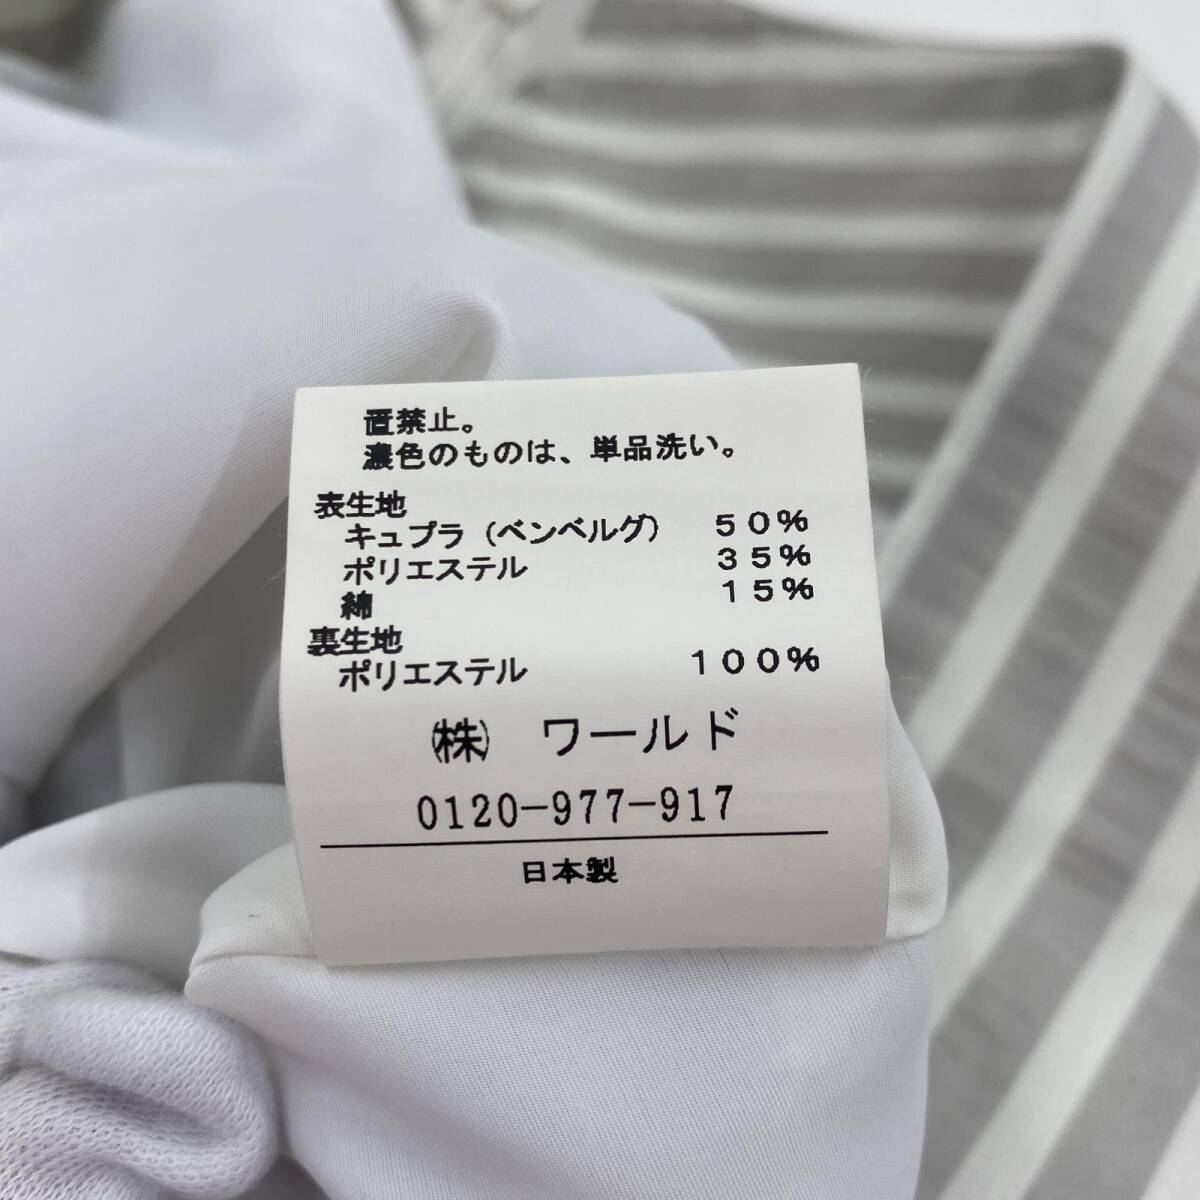 置禁止。
濃色のものは、単品洗い。
表生地
キュプラ（ベンベルグ） ５０％
ポリエステル ３５％
綿 １５％
裏生地
ポリエステル １００％
㈱ ワールド
0120-977-917
日本製